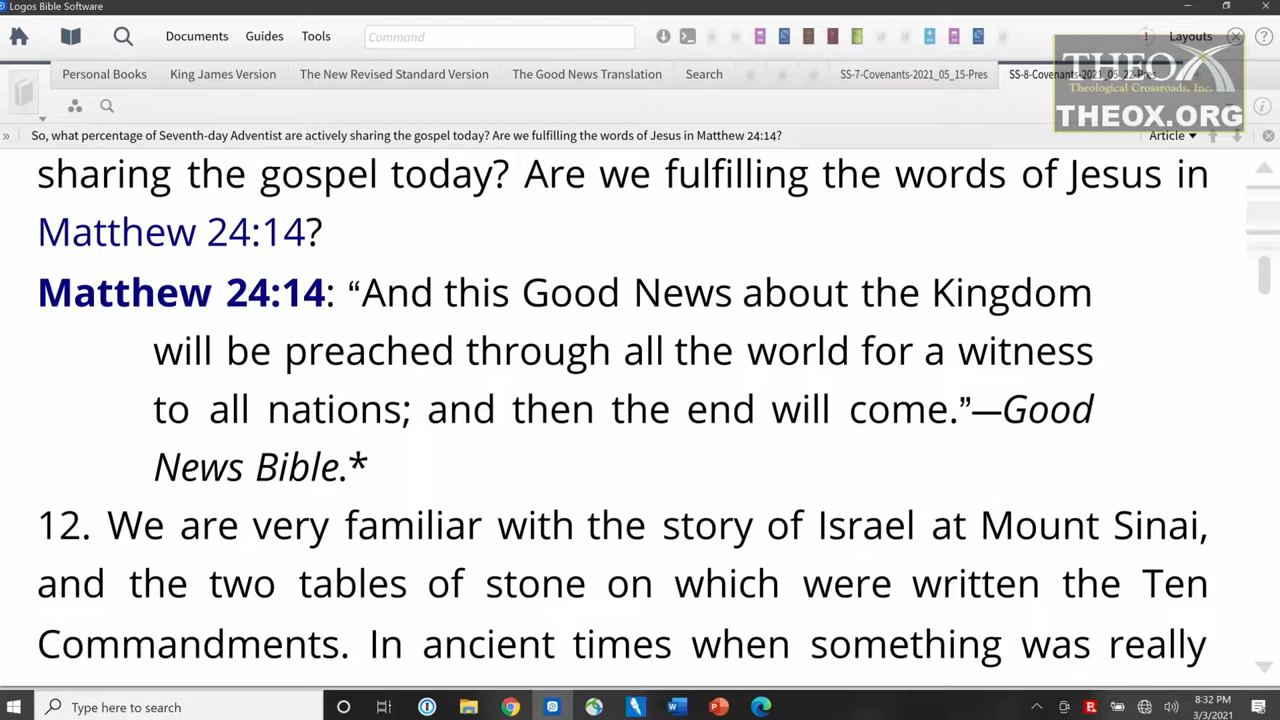 Logos Bible Software
Documents Guides Tools Command Layouts
Personal Books King James Version The New Revised Standard Version The Good News Translation Search SS-7-Covenants-2021_05_15-Pres SS-8-Covenants-2021_05_22-Pres
THEOX
Theological Crossroads, Inc.
THEOX.ORG
» So, what percentage of Seventh-day Adventist are actively sharing the gospel today? Are we fulfilling the words of Jesus in Matthew 24:14? Article
sharing the gospel today? Are we fulfilling the words of Jesus in
Matthew 24:14?
Matthew 24:14: “And this Good News about the Kingdom
will be preached through all the world for a witness
to all nations; and then the end will come.”—Good
News Bible.*
12. We are very familiar with the story of Israel at Mount Sinai,
and the two tables of stone on which were written the Ten
Commandments. In ancient times when something was really
Type here to search
8:32 PM
3/3/2021